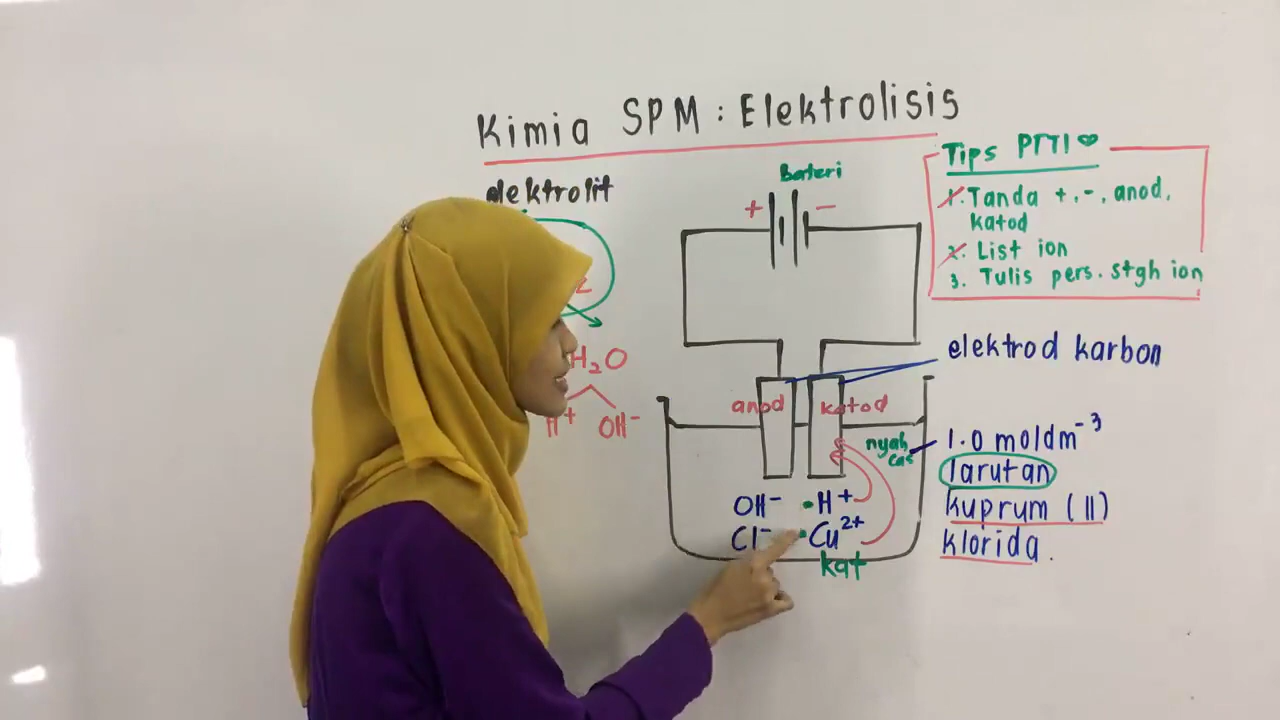 Kimia SPM : Elektrolisis
elektrolit
H₂O
H⁺ OH⁻
Bateri
+ −
anod katod
OH⁻ • H⁺
Cl⁻ • Cu²⁺
kat
nyah
cas
Tips PTTI ♡
1. Tanda +, -, anod,
katod
2. List ion
3. Tulis pers. stgh ion
elektrod karbon
1.0 moldm⁻³
larutan
kuprum (II)
klorida.